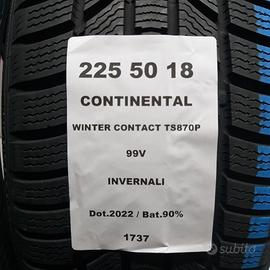 225 50 18
CONTINENTAL
WINTER CONTACT TS870P
99V
INVERNALI
Dot.2022 / Bat.90%
1737
subito